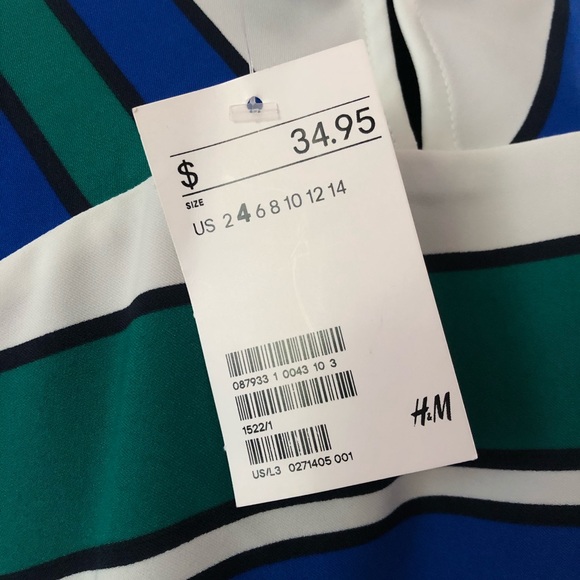 $ 34.95
SIZE
US 2 4 6 8 10 12 14
087933 1 0043 10 3
1522/1
H&M
US/L3 0271405 001